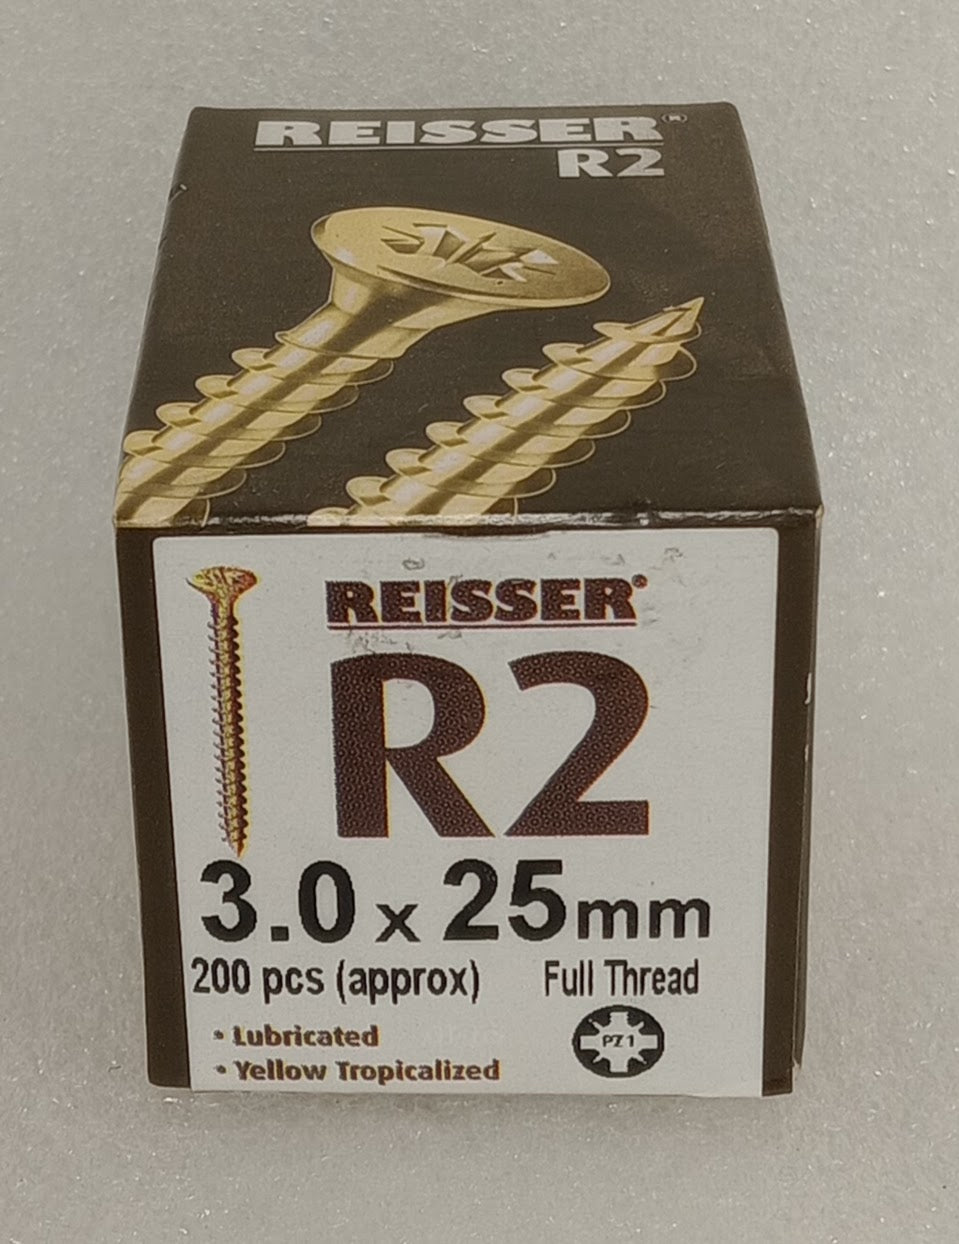 REISSER®
R2
REISSER®
R2
3.0 x 25mm
200 pcs (approx) Full Thread
• Lubricated
• Yellow Tropicalized
PZ1